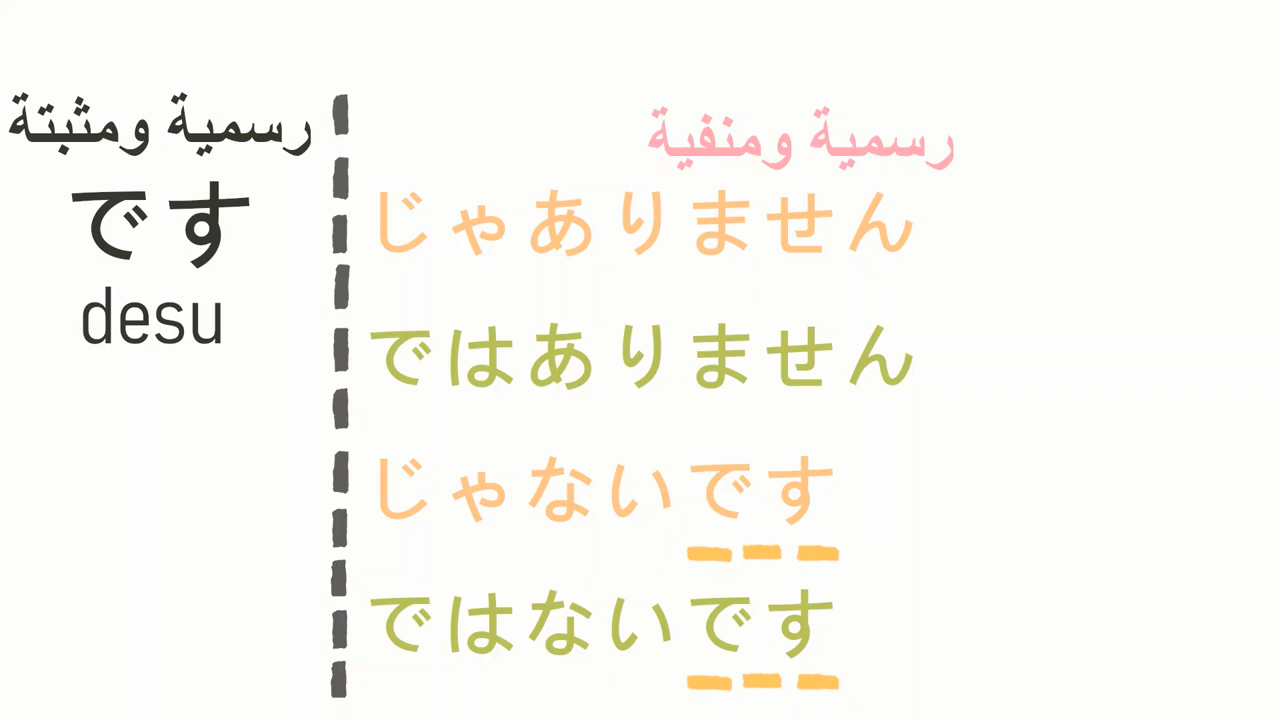 رسمية ومثبتة
です
desu
رسمية ومنفية
じゃありません
ではありません
じゃないです
ではないです